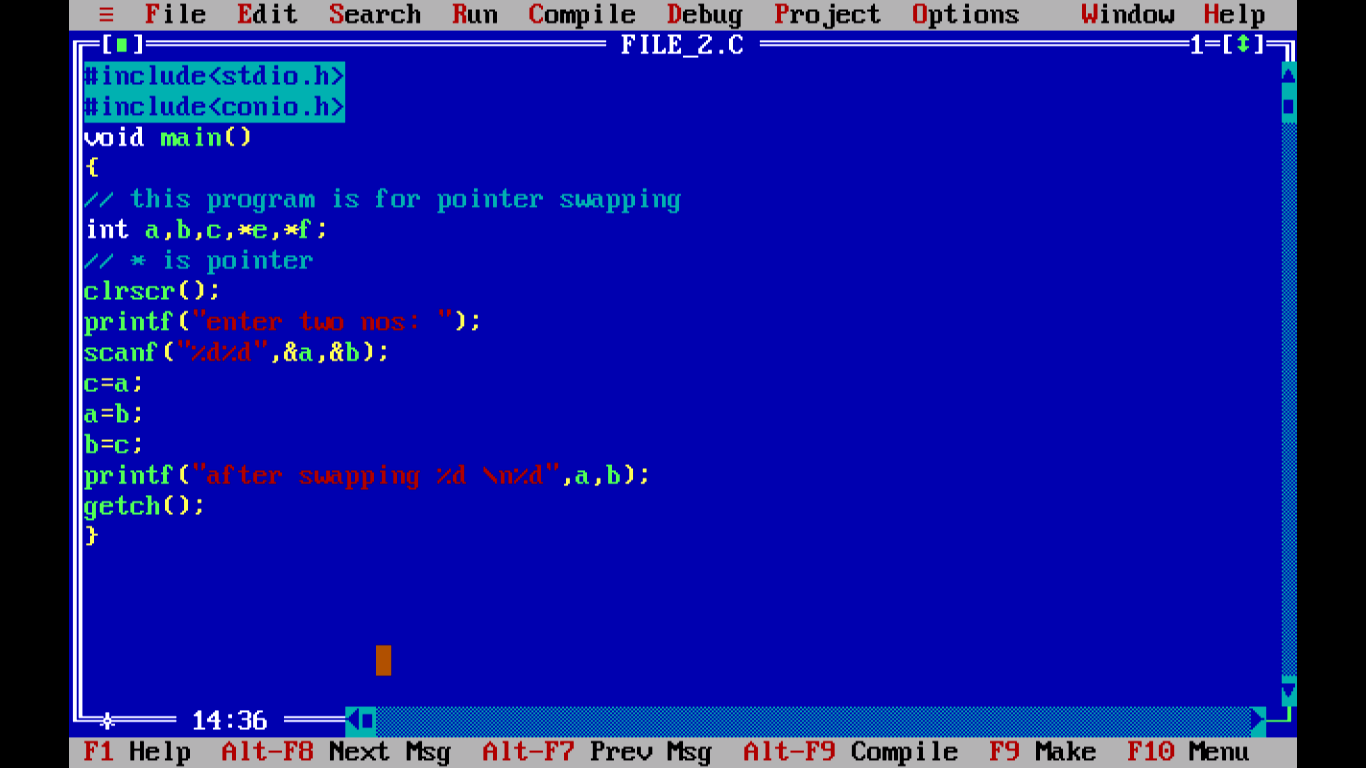 ≡ File Edit Search Run Compile Debug Project Options Window Help
[■] FILE_2.C 1=[↕]
#include<stdio.h>
#include<conio.h>
void main()
{
// this program is for pointer swapping
int a,b,c,*e,*f;
// * is pointer
clrscr();
printf("enter two nos: ");
scanf("%d%d",&a,&b);
c=a;
a=b;
b=c;
printf("after swapping %d \n%d",a,b);
getch();
}
14:36
F1 Help Alt-F8 Next Msg Alt-F7 Prev Msg Alt-F9 Compile F9 Make F10 Menu